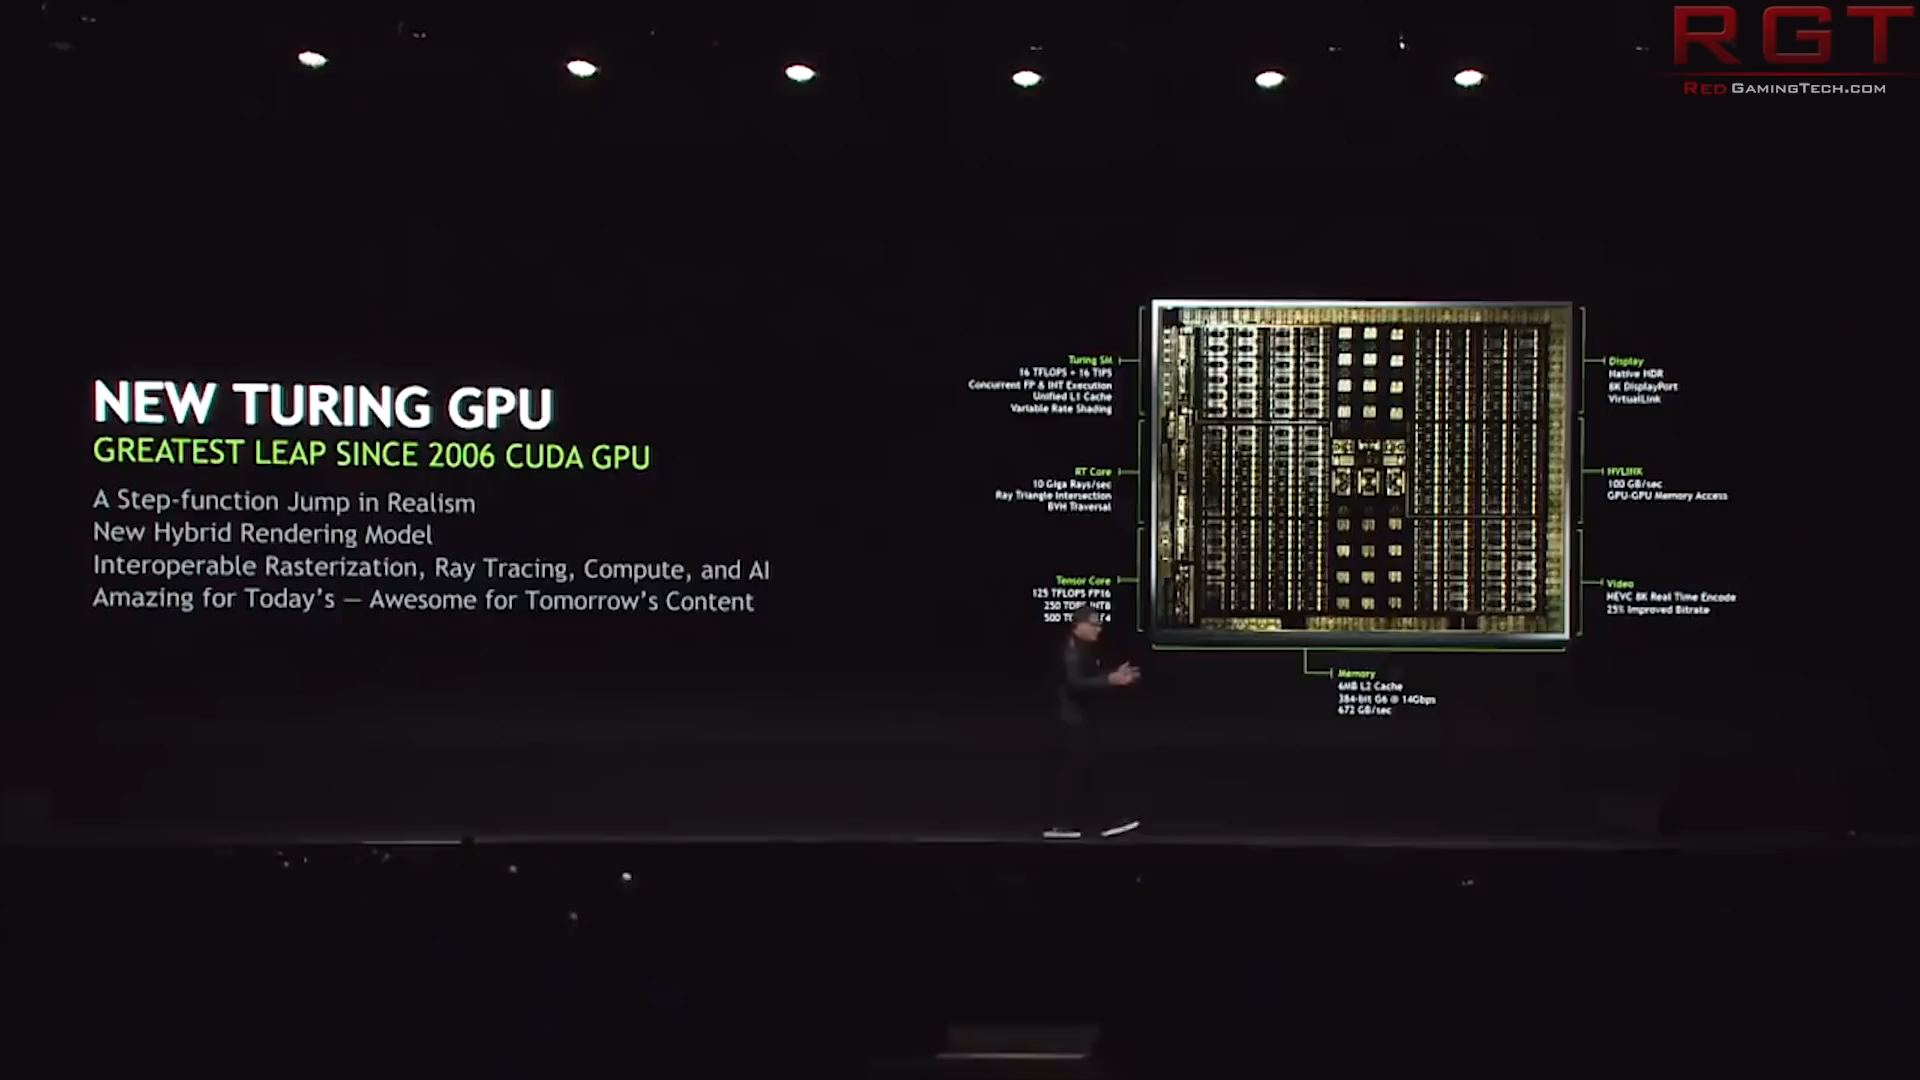 RGT
RED GAMINGTECH.COM
NEW TURING GPU
GREATEST LEAP SINCE 2006 CUDA GPU
A Step-function Jump in Realism
New Hybrid Rendering Model
Interoperable Rasterization, Ray Tracing, Compute, and AI
Amazing for Today's — Awesome for Tomorrow's Content
Turing SM
16 TFLOPS + 16 TIPS
Concurrent FP & INT Execution
Unified L1 Cache
Variable Rate Shading
RT Core
10 Giga Rays/sec
Ray Triangle Intersection
BVH Traversal
Tensor Core
125 TFLOPS FP16
250 INT8
500
Display
Native HDR
8K DisplayPort
VirtualLink
NVLINK
100 GB/sec
GPU-GPU Memory Access
Video
HEVC 8K Real Time Encode
25% Improved Bitrate
Memory
6MB L2 Cache
384-bit G6 @ 14Gbps
672 GB/sec